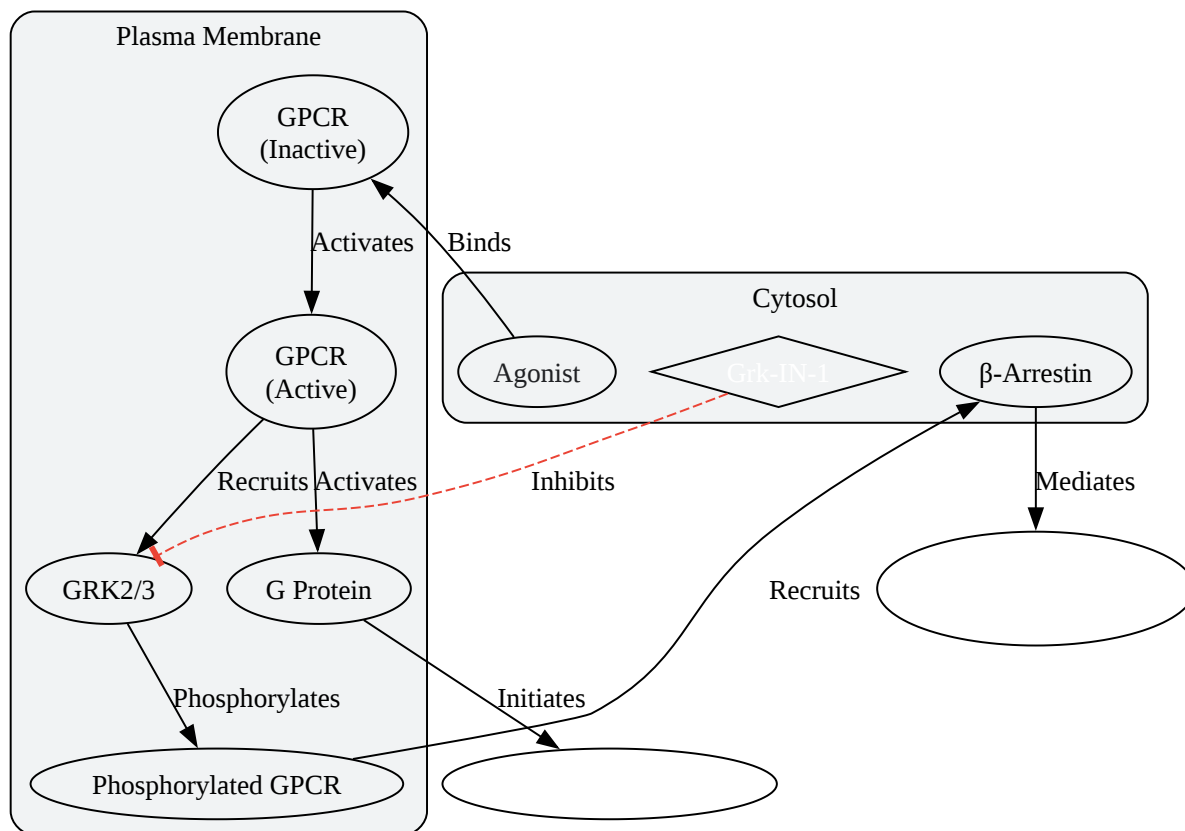 Plasma Membrane
GPCR
(Inactive)
Activates
Binds
Cytosol
GPCR
(Active)
Agonist
Grk-IN-1
β-Arrestin
Recruits
Activates
Inhibits
Mediates
GRK2/3
G Protein
Recruits
Phosphorylates
Initiates
Phosphorylated GPCR